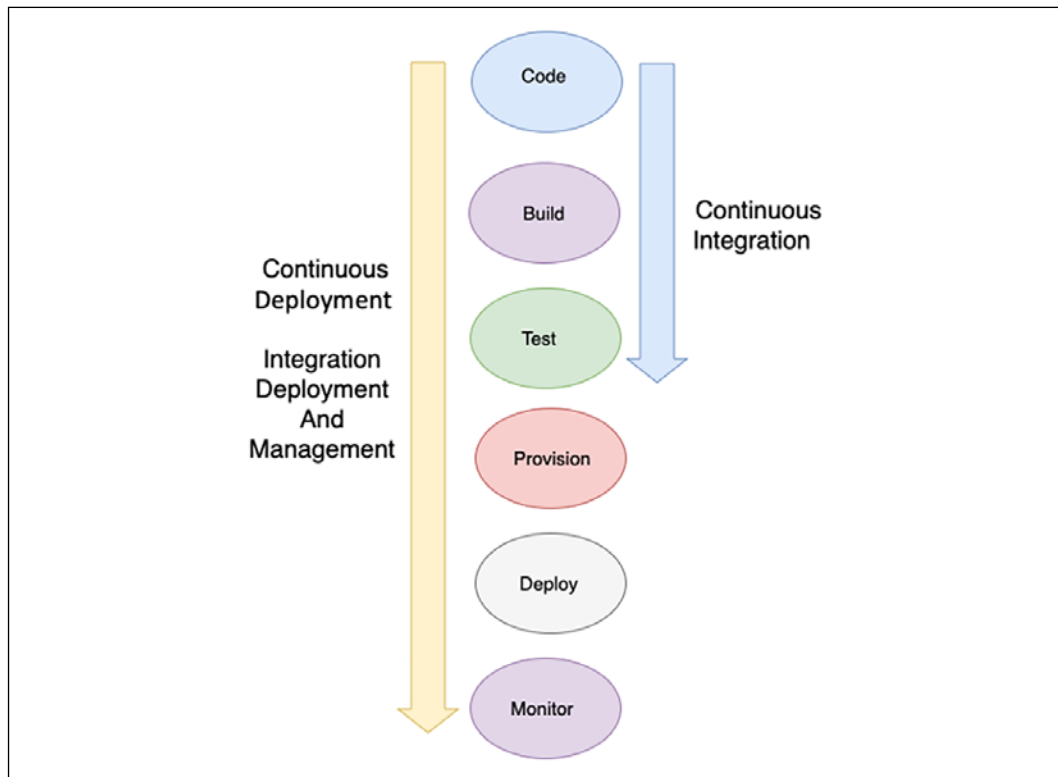 Code
Build
Continuous
Integration
Continuous
Deployment
Integration
Deployment
And
Management
Test
Provision
Deploy
Monitor